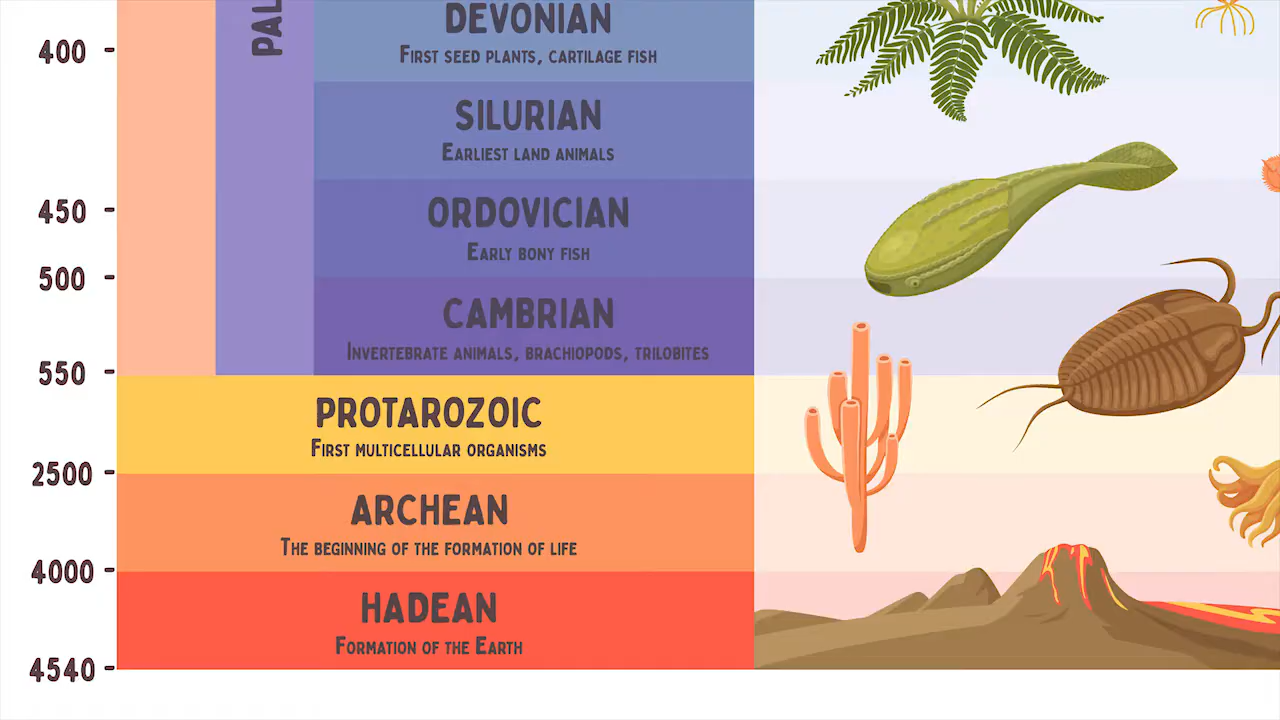 PAL
DEVONIAN
400
First seed plants, cartilage fish
SILURIAN
Earliest land animals
450
ORDOVICIAN
Early bony fish
500
CAMBRIAN
Invertebrate animals, brachiopods, trilobites
550
PROTAROZOIC
First multicellular organisms
2500
ARCHEAN
The beginning of the formation of life
4000
HADEAN
Formation of the Earth
4540